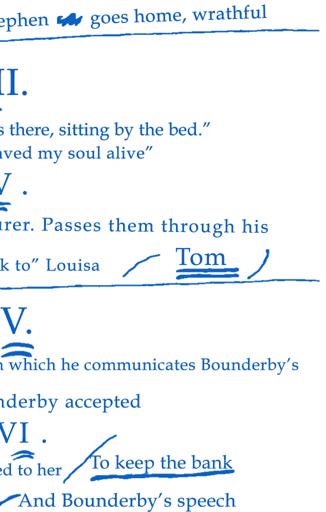 ephen goes home, wrathful
II.
s there, sitting by the bed.”
aved my soul alive”
V .
urer. Passes them through his
k to” Louisa Tom
V.
n which he communicates Bounderby’s
nderby accepted
VI .
ed to her To keep the bank
And Bounderby’s speech